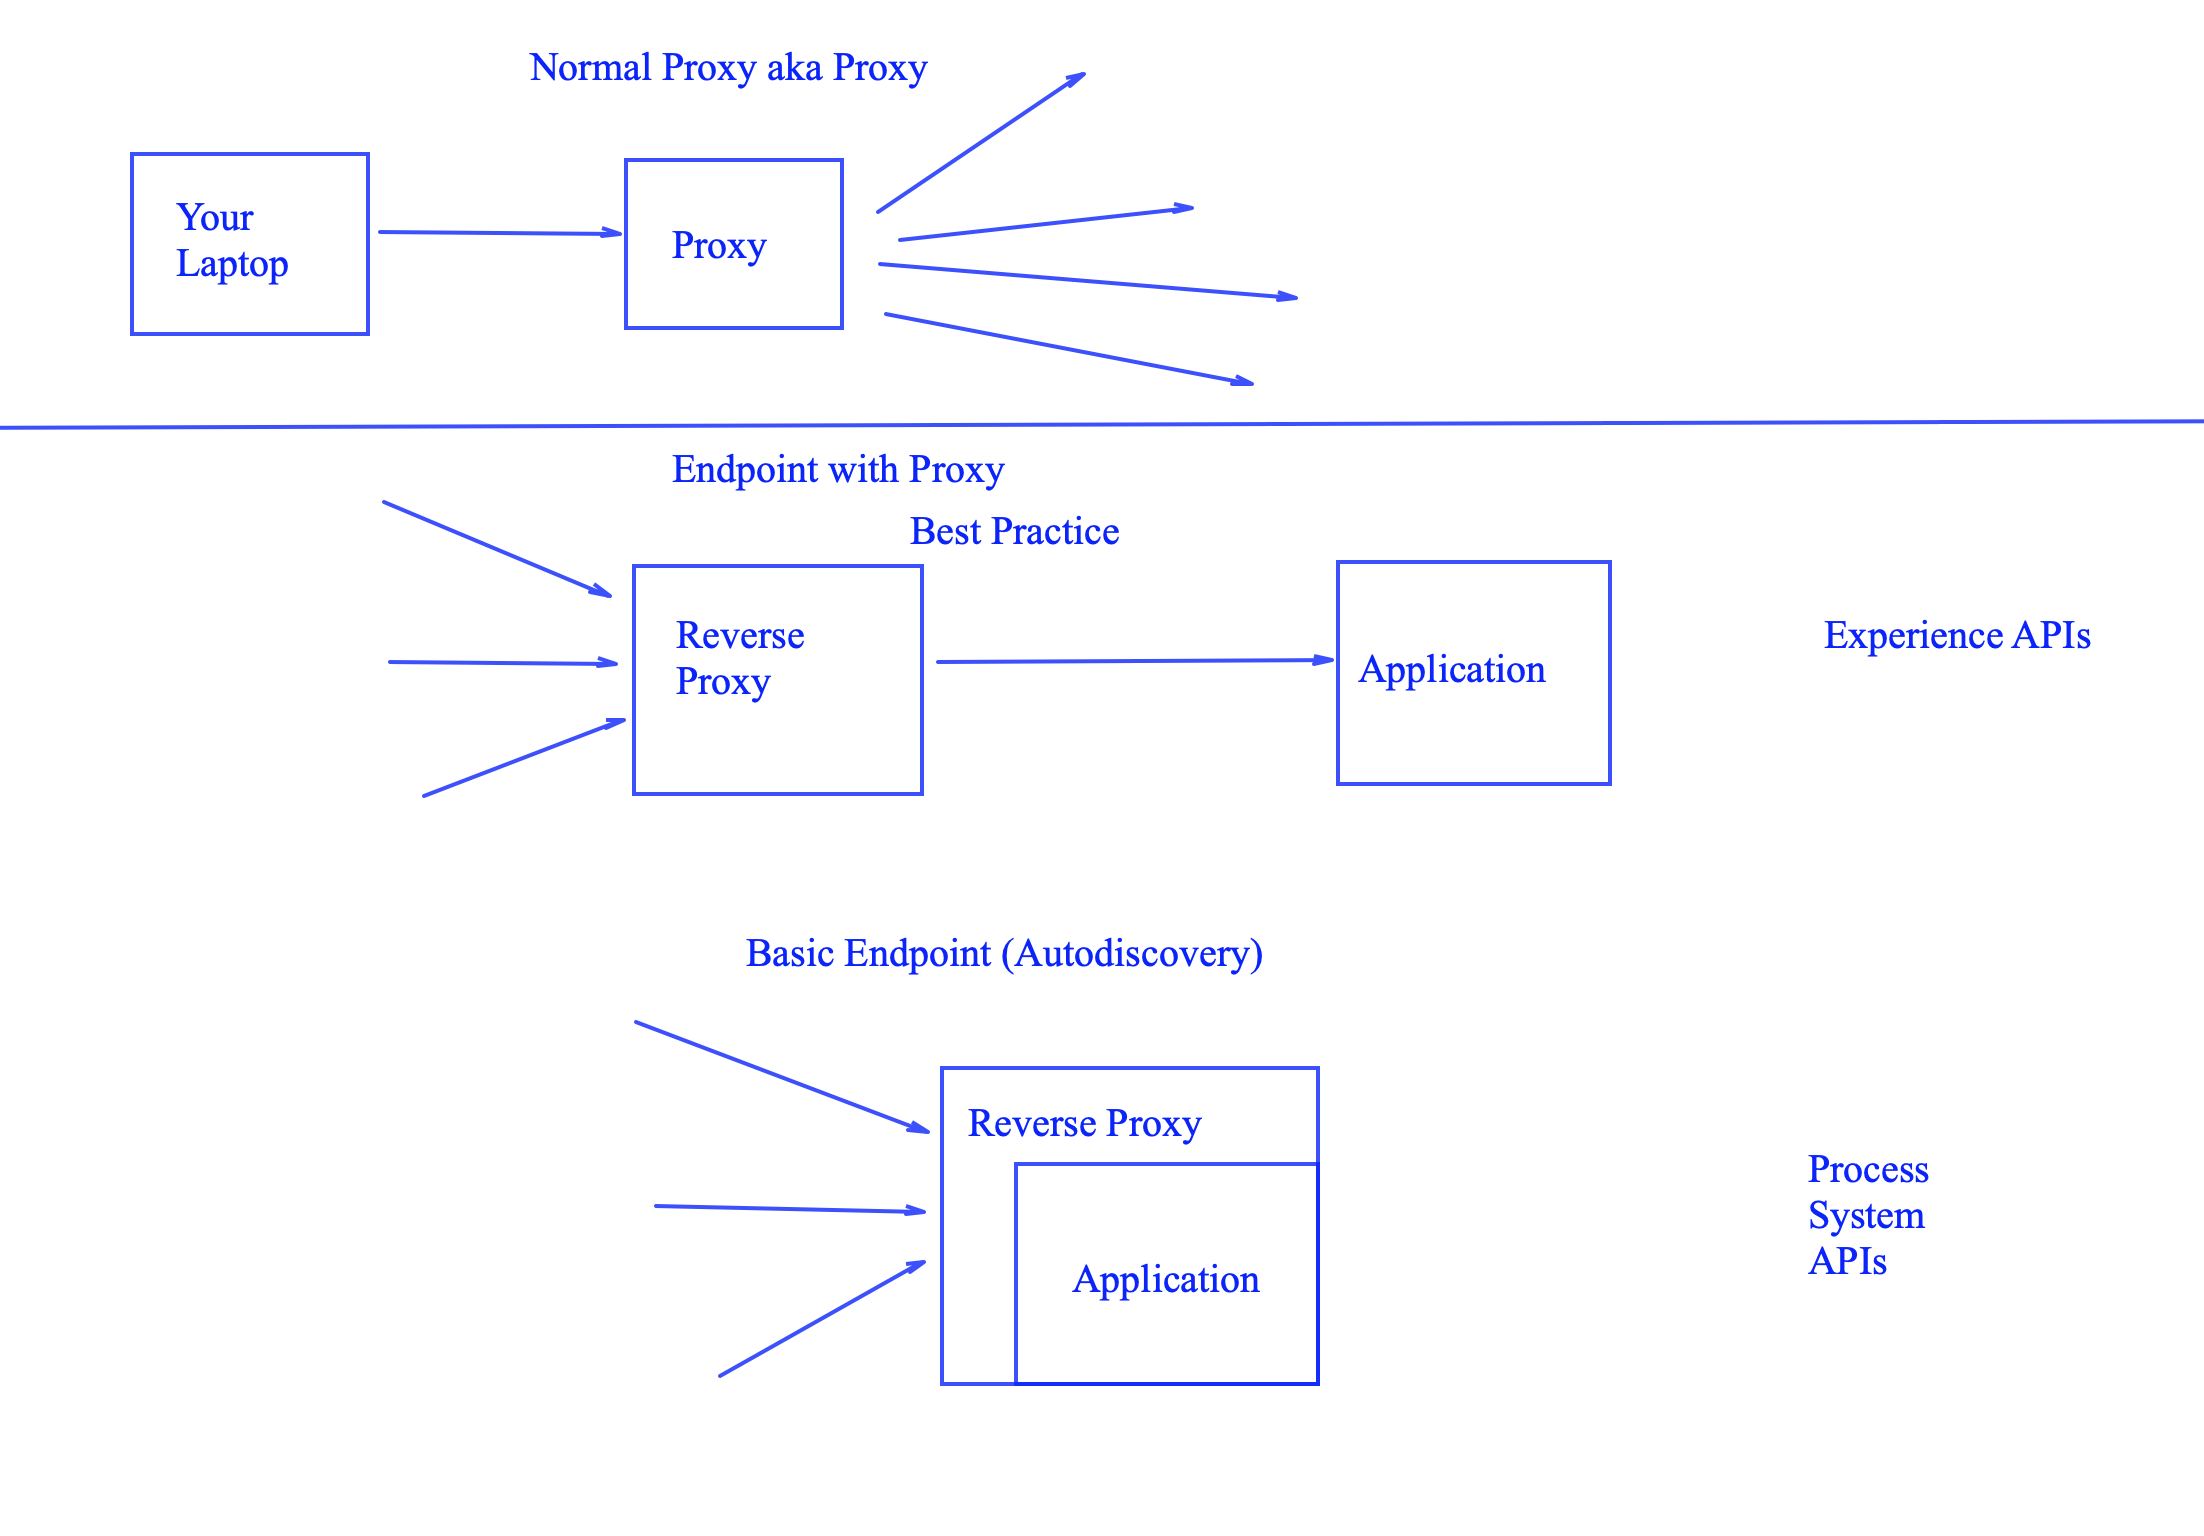 Normal Proxy aka Proxy
Your
Laptop
Proxy
Endpoint with Proxy
Best Practice
Reverse
Proxy
Application
Experience APIs
Basic Endpoint (Autodiscovery)
Reverse Proxy
Application
Process
System
APIs